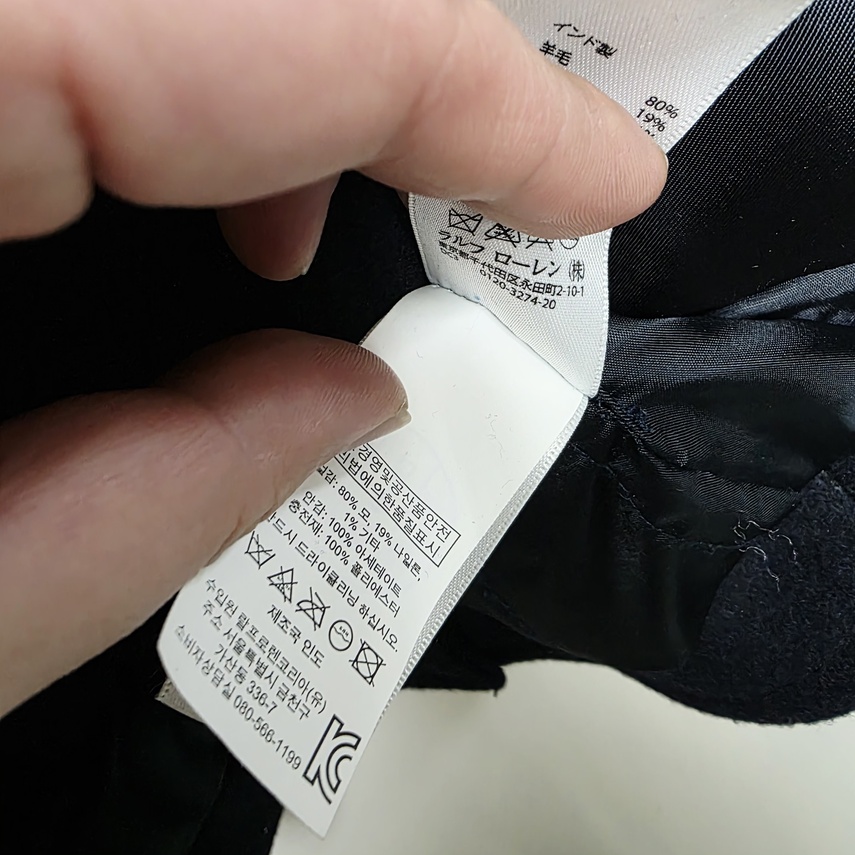 インド製
羊毛
80%
19%
ラルフ ローレン (株)
東京都千代田区永田町2-10-1
DC3 0120-3274-20
경영및공산품안전
의법에 의한품질표시
겉감: 80% 모, 19% 나일론,
1% 기타
안감: 100% 아세테이트
충전재: 100% 폴리에스터
드시 드라이클리닝 하십시오.
제조국 인도
수입원 랄프로렌코리아(유)
주소 서울특별시 금천구
가산동 336-7
소비자상담실 080-566-1199